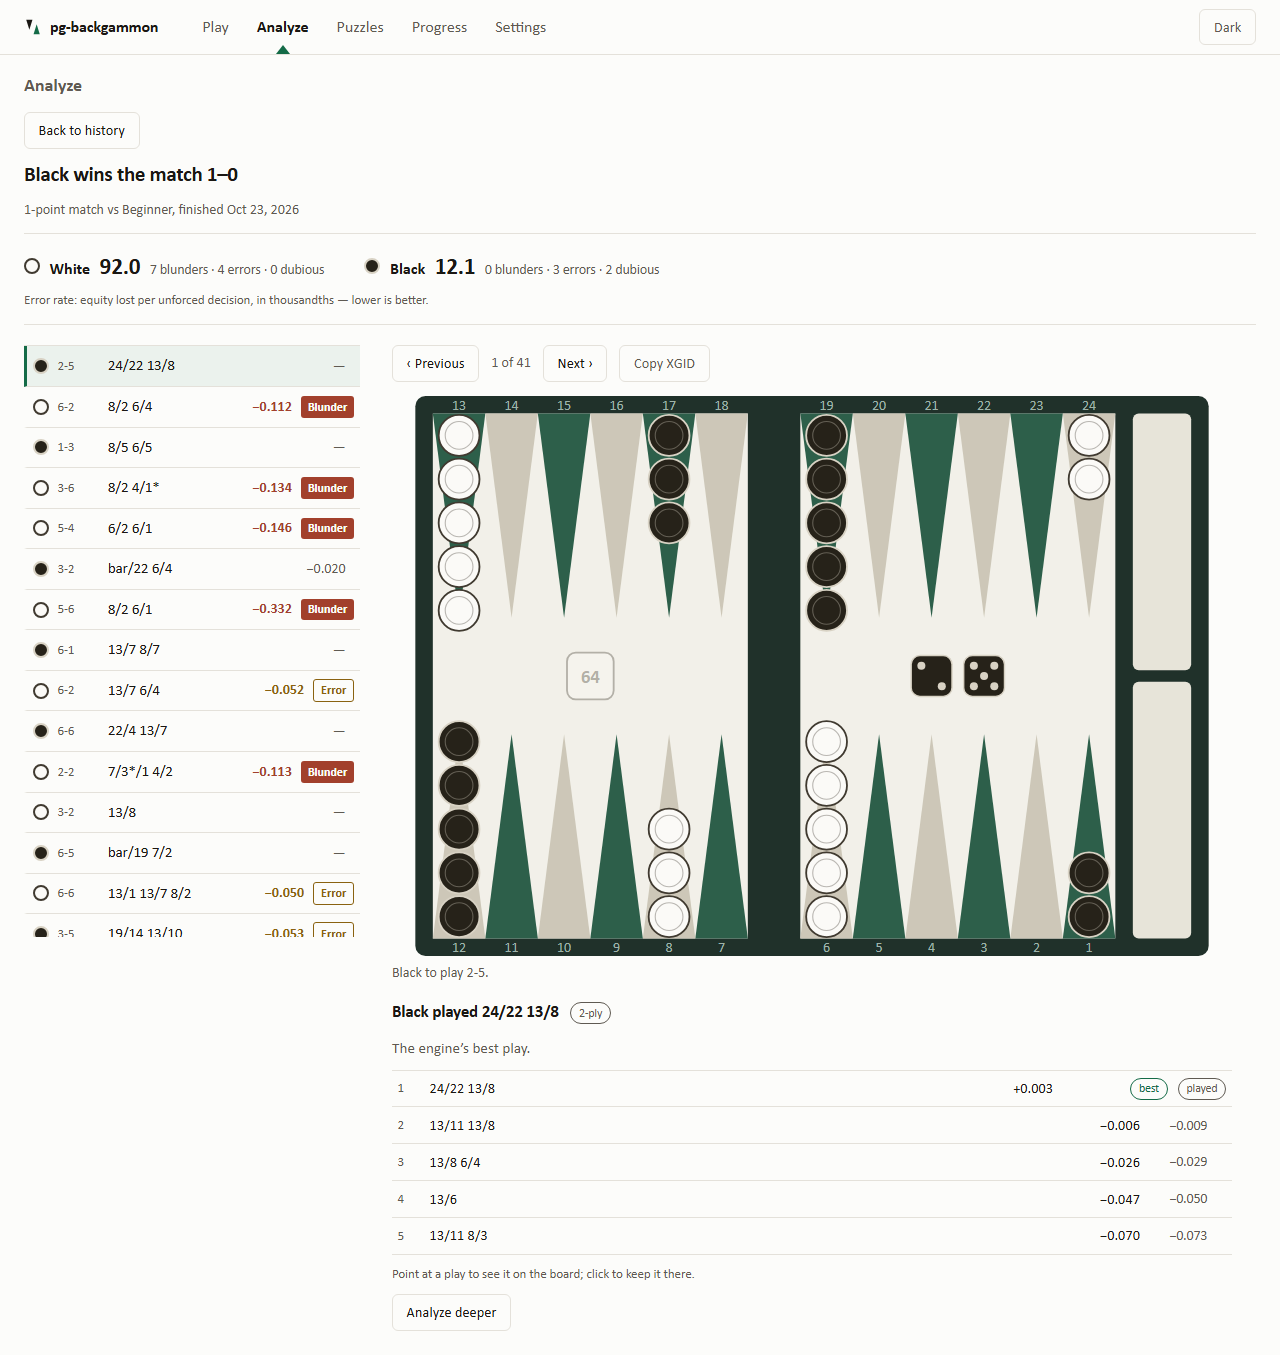 pg-backgammon Play Analyze Puzzles Progress Settings Dark
Analyze
Back to history
Black wins the match 1–0
1-point match vs Beginner, finished Oct 23, 2026
White 92.0 7 blunders · 4 errors · 0 dubious Black 12.1 0 blunders · 3 errors · 2 dubious
Error rate: equity lost per unforced decision, in thousandths — lower is better.
2-5 24/22 13/8 —
6-2 8/2 6/4 −0.112 Blunder
1-3 8/5 6/5 —
3-6 8/2 4/1* −0.134 Blunder
5-4 6/2 6/1 −0.146 Blunder
3-2 bar/22 6/4 −0.020
5-6 8/2 6/1 −0.332 Blunder
6-1 13/7 8/7 —
6-2 13/7 6/4 −0.052 Error
6-6 22/4 13/7 —
2-2 7/3*/1 4/2 −0.113 Blunder
3-2 13/8 —
6-5 bar/19 7/2 —
6-6 13/1 13/7 8/2 −0.050 Error
3-5 19/14 13/10 −0.053 Error
‹ Previous 1 of 41 Next › Copy XGID
13 14 15 16 17 18 19 20 21 22 23 24
64
12 11 10 9 8 7 6 5 4 3 2 1
Black to play 2-5.
Black played 24/22 13/8 2-ply
The engine’s best play.
1 24/22 13/8 +0.003 best played
2 13/11 13/8 −0.006 −0.009
3 13/8 6/4 −0.026 −0.029
4 13/6 −0.047 −0.050
5 13/11 8/3 −0.070 −0.073
Point at a play to see it on the board; click to keep it there.
Analyze deeper